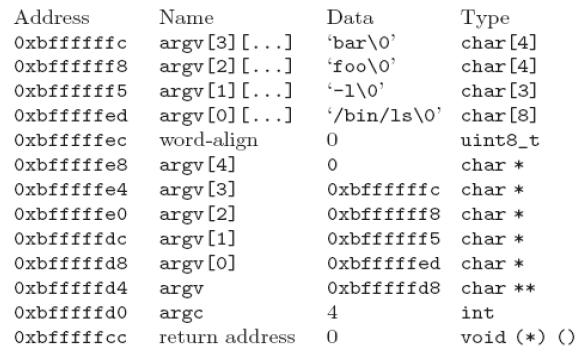 Address Name Data Type
0xbffffffc argv[3][...] ‘bar\0’ char[4]
0xbffffff8 argv[2][...] ‘foo\0’ char[4]
0xbffffff5 argv[1][...] ‘-l\0’ char[3]
0xbfffffed argv[0][...] ‘/bin/ls\0’ char[8]
0xbfffffec word-align 0 uint8_t
0xbfffffe8 argv[4] 0 char *
0xbfffffe4 argv[3] 0xbffffffc char *
0xbfffffe0 argv[2] 0xbffffff8 char *
0xbfffffdc argv[1] 0xbffffff5 char *
0xbfffffd8 argv[0] 0xbfffffed char *
0xbfffffd4 argv 0xbfffffd8 char **
0xbfffffd0 argc 4 int
0xbfffffcc return address 0 void (*) ()